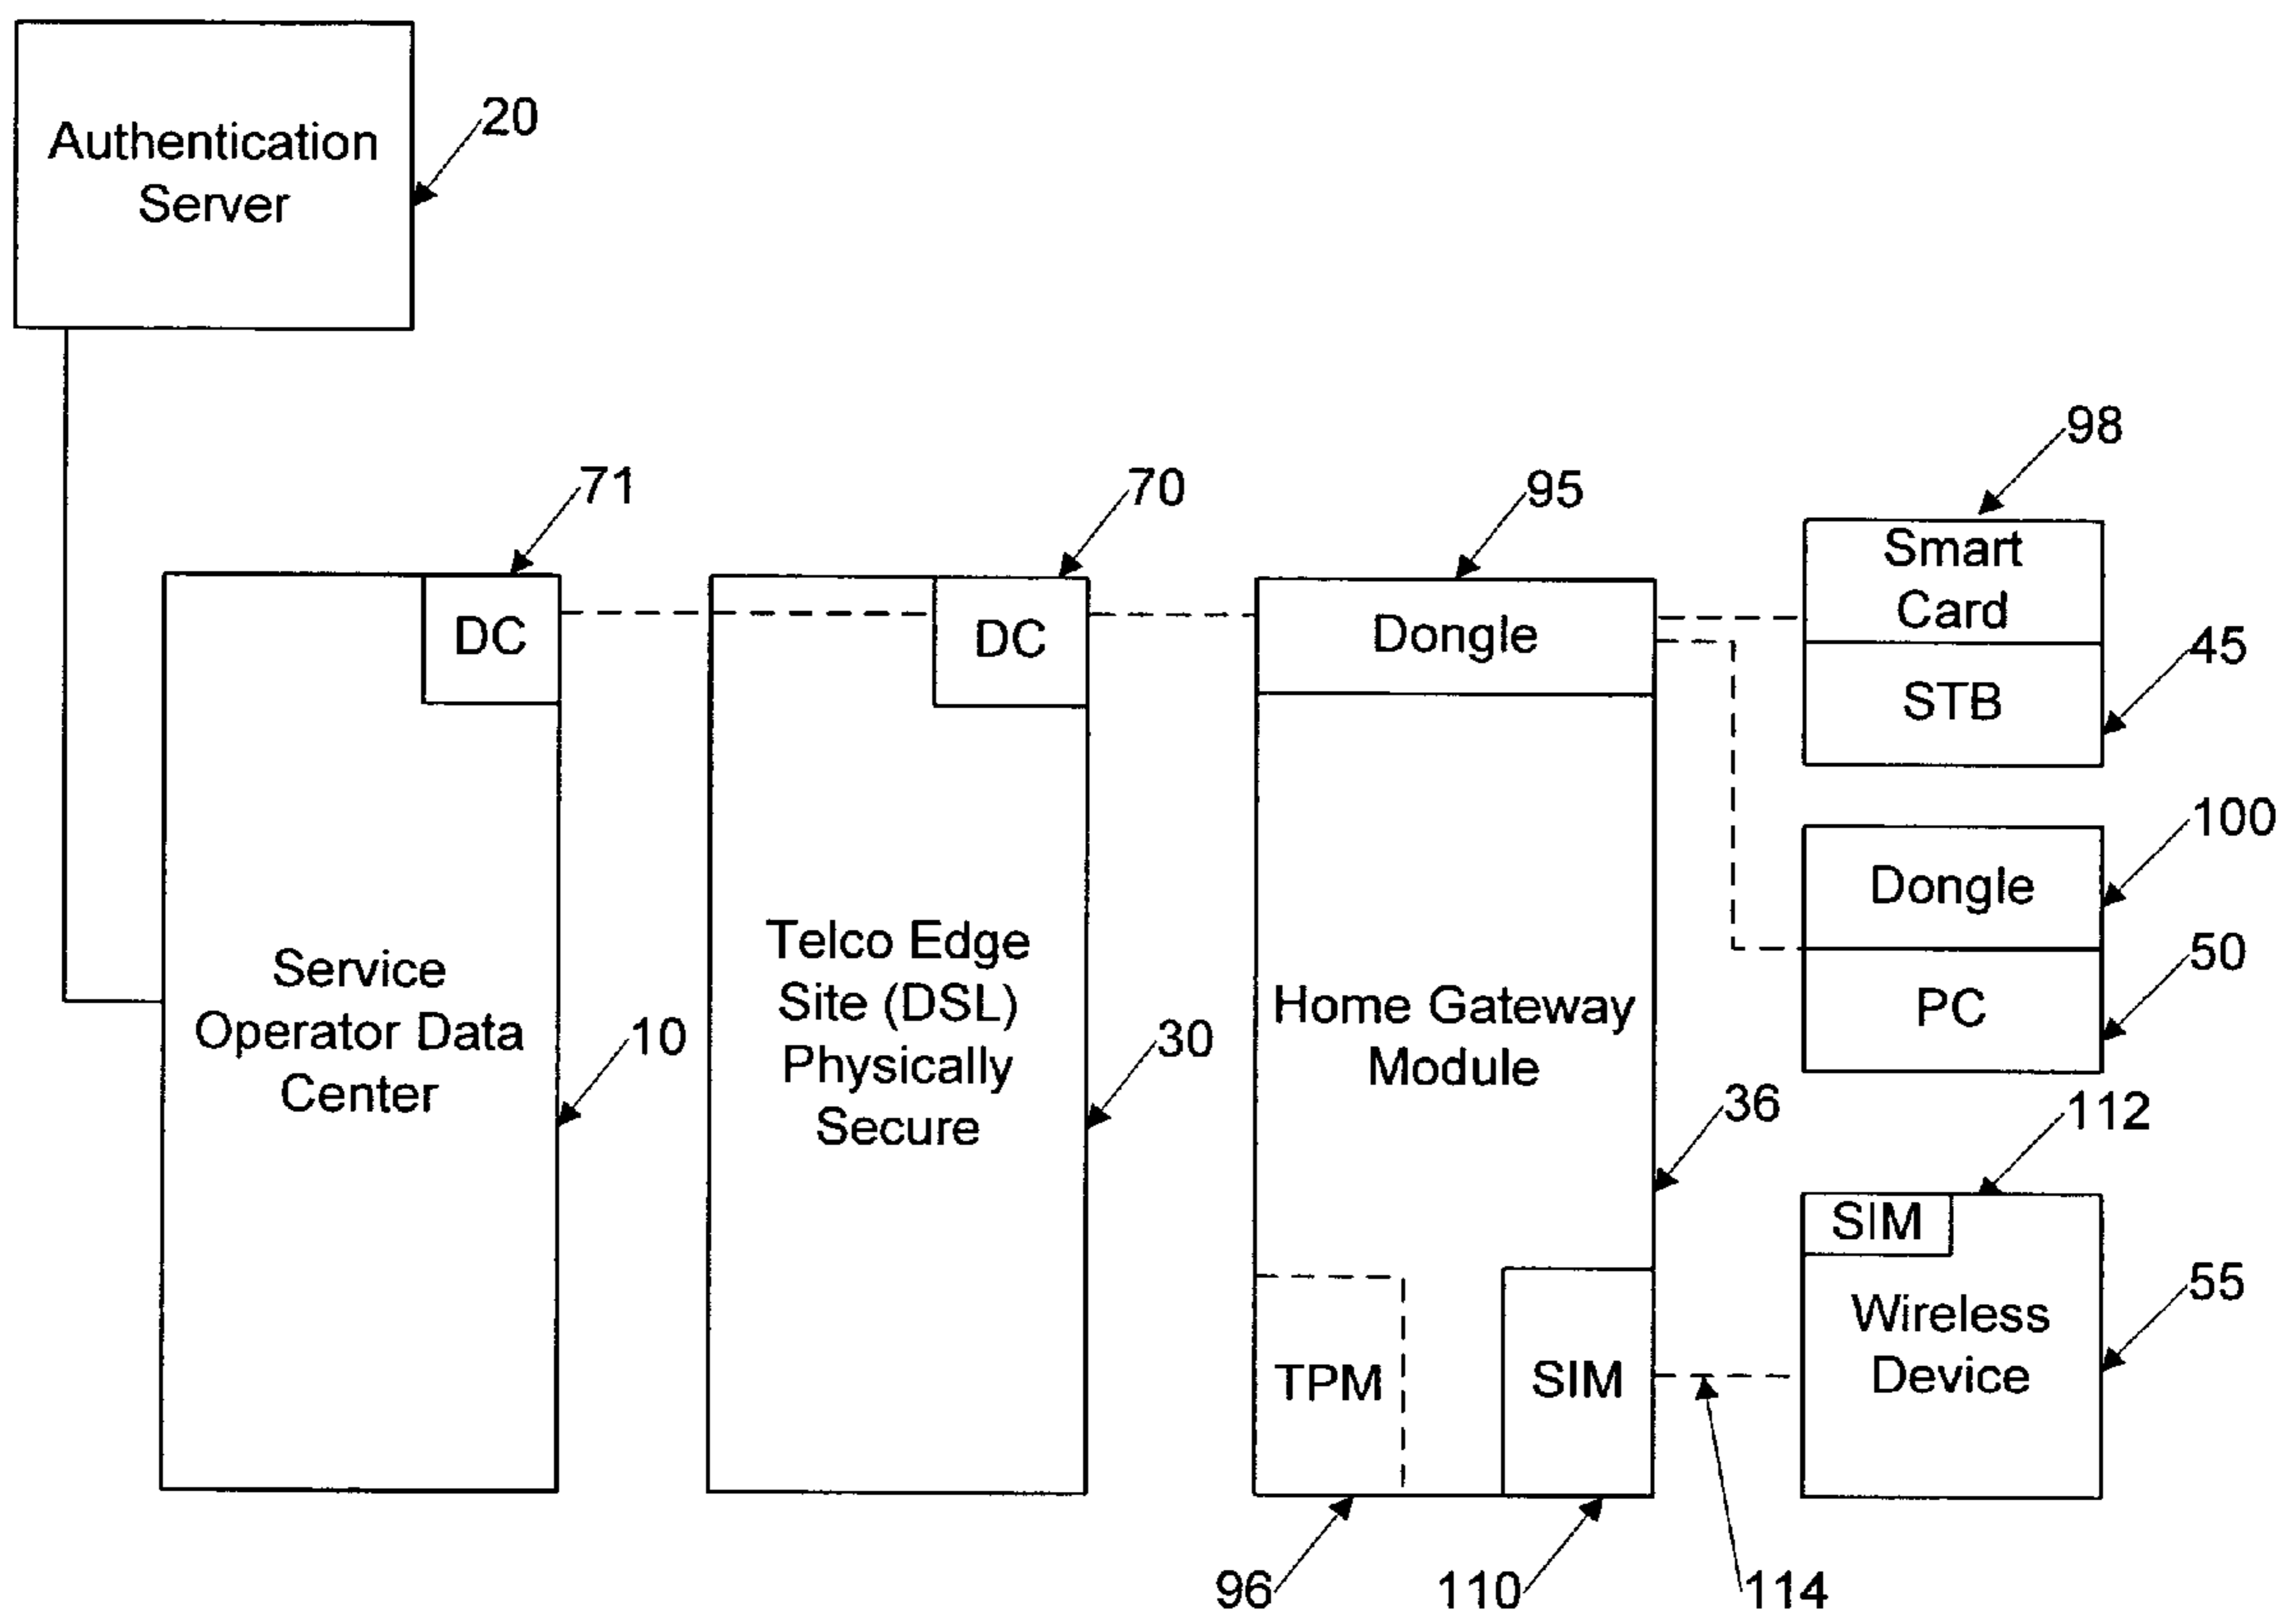 Authentication
Server
20
71
70
95
98
DC
DC
Dongle
Smart
Card
45
STB
100
Dongle
50
PC
Service
Operator Data
Center
10
Telco Edge
Site (DSL)
Physically
Secure
30
Home Gateway
Module
36
112
SIM
Wireless
Device
55
TPM
SIM
96
110
114